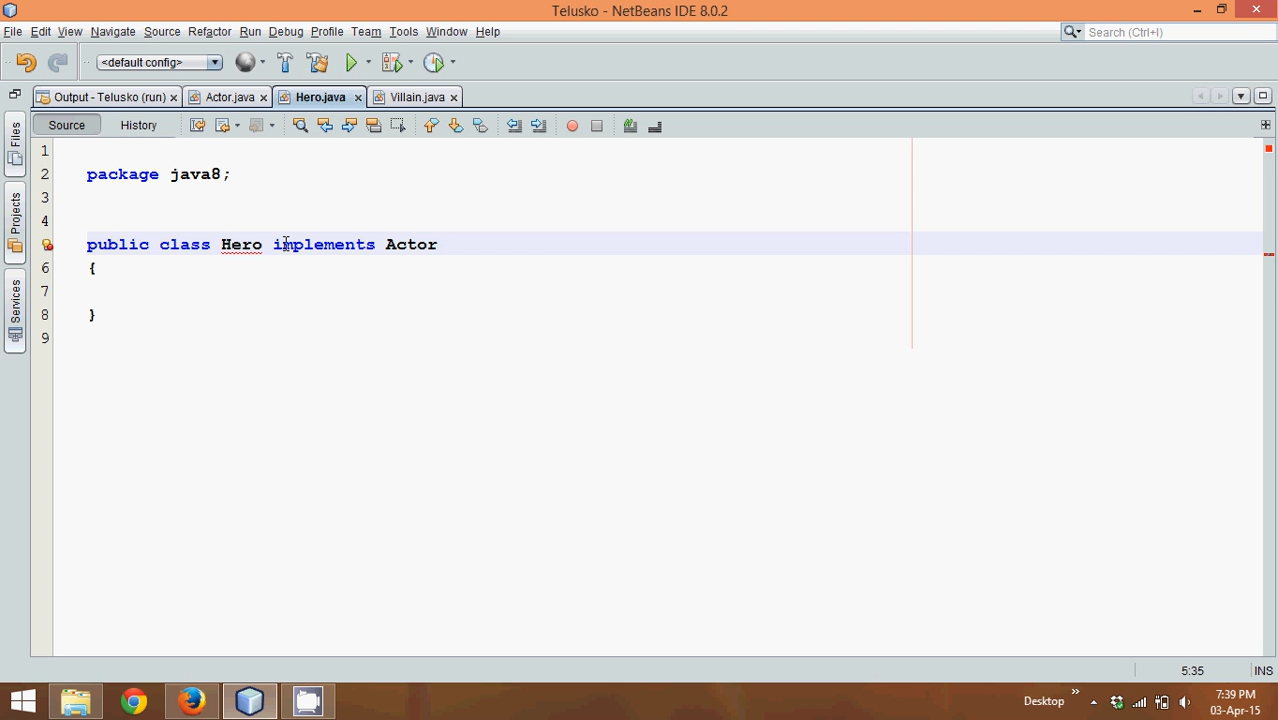 Telusko - NetBeans IDE 8.0.2
File Edit View Navigate Source Refactor Run Debug Profile Team Tools Window Help
Search (Ctrl+I)
<default config>
Output - Telusko (run) Actor.java Hero.java Villain.java
Source History
Files
Projects
Services
1
2 package java8;
3
4
public class Hero implements Actor
6 {
7
8 }
9
5:35 INS
Desktop
7:39 PM
03-Apr-15